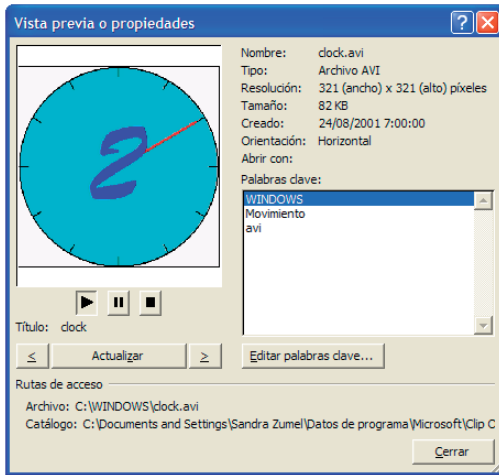 Vista previa o propiedades
2
Nombre: clock.avi
Tipo: Archivo AVI
Resolución: 321 (ancho) x 321 (alto) píxeles
Tamaño: 82 KB
Creado: 24/08/2001 7:00:00
Orientación: Horizontal
Abrir con:
Palabras clave:
WINDOWS
Movimiento
avi
Título: clock
< Actualizar >
Editar palabras clave...
Rutas de acceso
Archivo: C:\WINDOWS\clock.avi
Catálogo: C:\Documents and Settings\Sandra Zumel\Datos de programa\Microsoft\Clip C
Cerrar